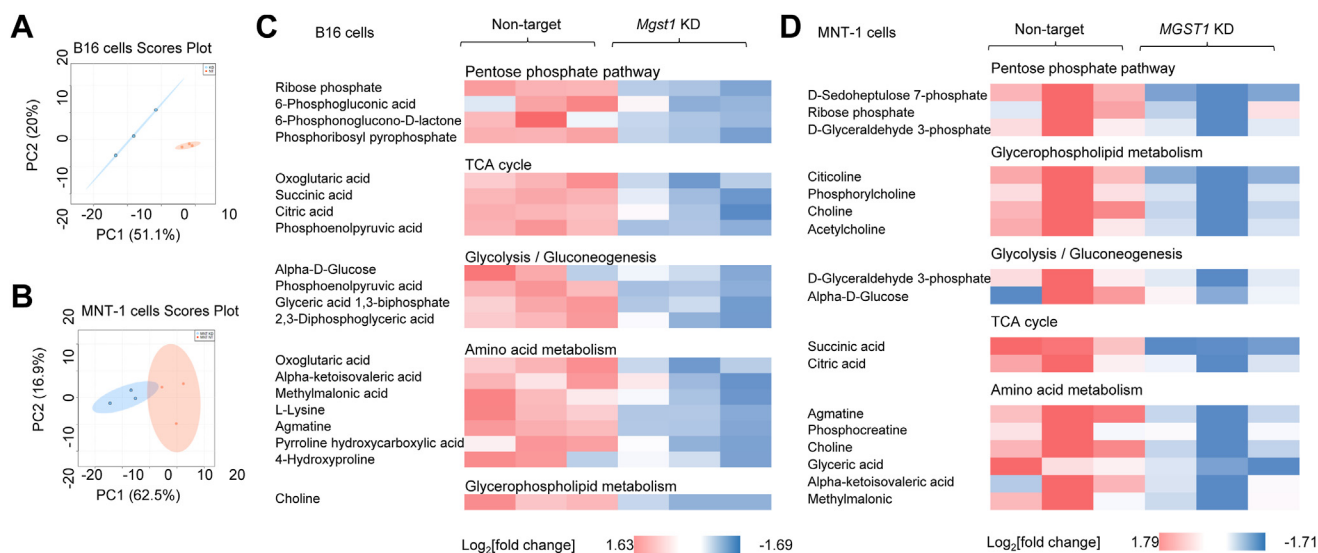 A
B16 cells Scores Plot
20
10
0
-10
-20
PC2 (20%)
-20
-10
0
10
PC1 (51.1%)
B
MNT-1 cells Scores Plot
20
10
0
-10
-20
PC2 (16.9%)
-20
-10
0
10
20
PC1 (62.5%)
C
B16 cells
Non-target
Mgst1 KD
Pentose phosphate pathway
Ribose phosphate
6-Phosphogluconic acid
6-Phosphonoglucono-D-lactone
Phosphoribosyl pyrophosphate
TCA cycle
Oxoglutaric acid
Succinic acid
Citric acid
Phosphoenolpyruvic acid
Glycolysis / Gluconeogenesis
Alpha-D-Glucose
Phosphoenolpyruvic acid
Glyceric acid 1,3-biphosphate
2,3-Diphosphoglyceric acid
Amino acid metabolism
Oxoglutaric acid
Alpha-ketoisovaleric acid
Methylmalonic acid
L-Lysine
Agmatine
Pyrroline hydroxycarboxylic acid
4-Hydroxyproline
Glycerophospholipid metabolism
Choline
Log2[fold change]
1.63
-1.69
D
MNT-1 cells
Non-target
MGST1 KD
Pentose phosphate pathway
D-Sedoheptulose 7-phosphate
Ribose phosphate
D-Glyceraldehyde 3-phosphate
Glycerophospholipid metabolism
Citicoline
Phosphorylcholine
Choline
Acetylcholine
Glycolysis / Gluconeogenesis
D-Glyceraldehyde 3-phosphate
Alpha-D-Glucose
TCA cycle
Succinic acid
Citric acid
Amino acid metabolism
Agmatine
Phosphocreatine
Choline
Glyceric acid
Alpha-ketoisovaleric acid
Methylmalonic
Log2[fold change]
1.79
-1.71